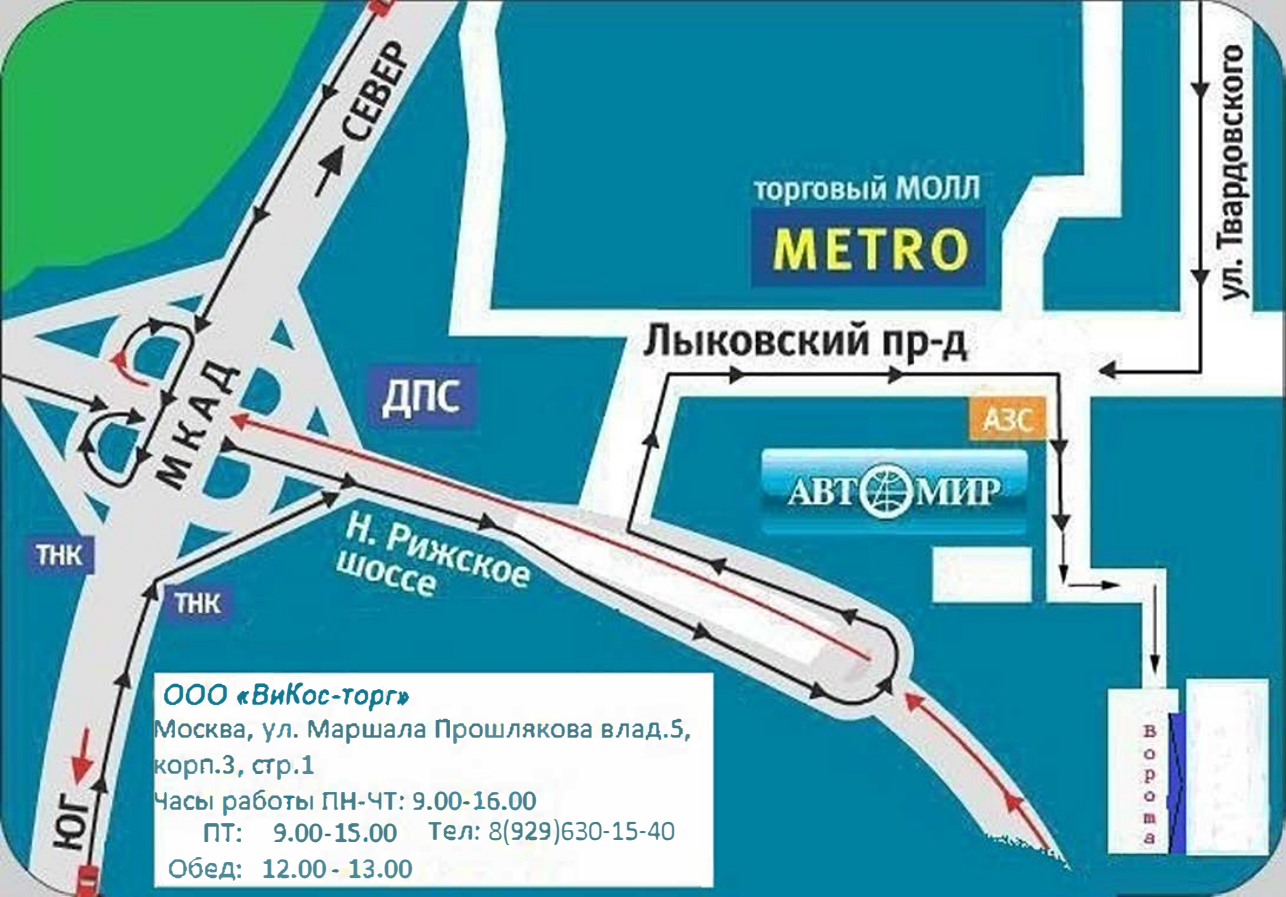 СЕВЕР
ул. Твардовского
торговый МОЛЛ
METRO
Лыковский пр-д
МКАД
ДПС
АЗС
АВТОМИР
Н. Рижское
шоссе
ТНК
ТНК
ЮГ
Ворота
ООО «ВиКос-торг»
Москва, ул. Маршала Прошлякова влад.5,
корп.3, стр.1
Часы работы ПН-ЧТ: 9.00-16.00
ПТ: 9.00-15.00 Тел: 8(929)630-15-40
Обед: 12.00 - 13.00